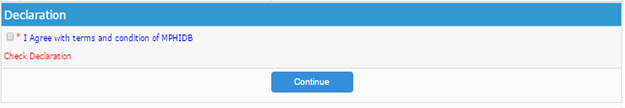 Declaration
* I Agree with terms and condition of MPHIDB
Check Declaration
Continue